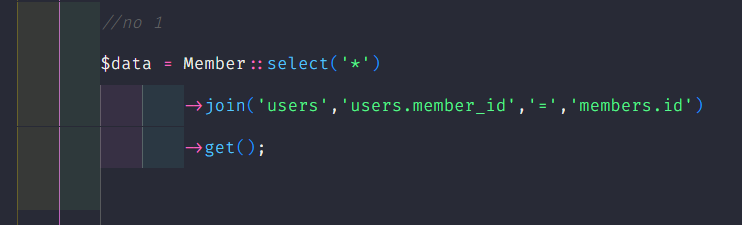 //no 1
$data = Member::select('*')
->join('users','users.member_id','=','members.id')
->get();